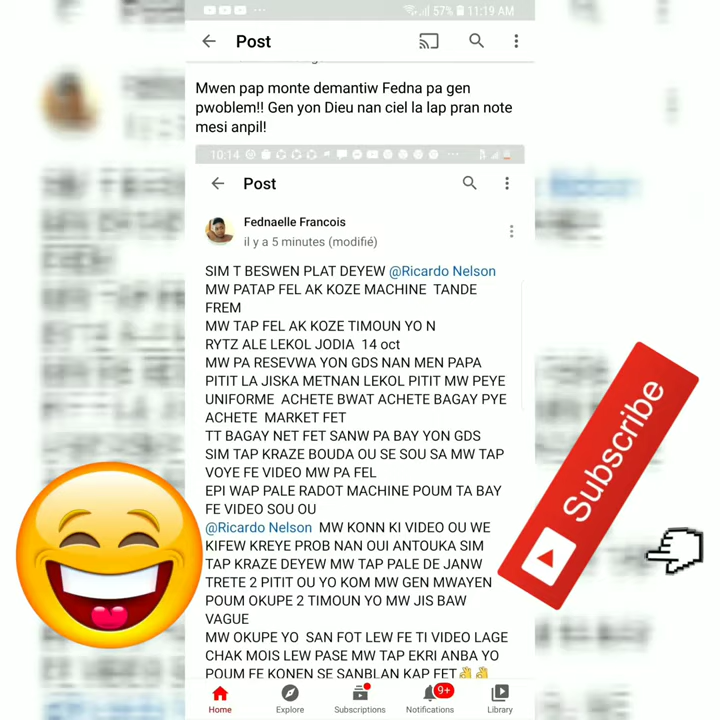 57% 11:19 AM
Post
Mwen pap monte demantiw Fedna pa gen
pwoblem!! Gen yon Dieu nan ciel la lap pran note
mesi anpil!
10:14
Post
Fednaelle Francois
il y a 5 minutes (modifié)
SIM T BESWEN PLAT DEYEW @Ricardo Nelson
MW PATAP FEL AK KOZE MACHINE TANDE
FREM
MW TAP FEL AK KOZE TIMOUN YO N
RYTZ ALE LEKOL JODIA 14 oct
MW PA RESEVWA YON GDS NAN MEN PAPA
PITIT LA JISKA METNAN LEKOL PITIT MW PEYE
UNIFORME ACHETE BWAT ACHETE BAGAY PYE
ACHETE MARKET FET
TT BAGAY NET FET SANW PA BAY YON GDS
SIM TAP KRAZE BOUDA OU SE SOU SA MW TAP
VOYE FE VIDEO MW PA FEL
EPI WAP PALE RADOT MACHINE POUM TA BAY
FE VIDEO SOU OU
@Ricardo Nelson MW KONN KI VIDEO OU WE
KIFEW KREYE PROB NAN OUI ANTOUKA SIM
TAP KRAZE DEYEW MW TAP PALE DE JANW
TRETE 2 PITIT OU YO KOM MW GEN MWAYEN
POUM OKUPE 2 TIMOUN YO MW JIS BAW
VAGUE
MW OKUPE YO SAN FOT LEW FE TI VIDEO LAGE
CHAK MOIS LEW PASE MW TAP EKRI ANBA YO
POUM FE KONEN SE SANBLAN KAP FET👌👌
Subscribe
9+
Home Explore Subscriptions Notifications Library